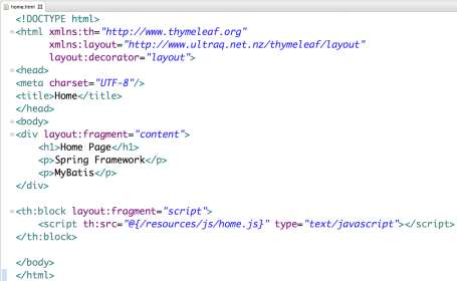 home.html
<!DOCTYPE html>
<html xmlns:th="http://www.thymeleaf.org"
xmlns:layout="http://www.ultraq.net.nz/thymeleaf/layout"
layout:decorator="layout">
<head>
<meta charset="UTF-8"/>
<title>Home</title>
</head>
<body>
<div layout:fragment="content">
<h1>Home Page</h1>
<p>Spring Framework</p>
<p>MyBatis</p>
</div>
<th:block layout:fragment="script">
<script th:src="@{/resources/js/home.js}" type="text/javascript"></script>
</th:block>
</body>
</html>